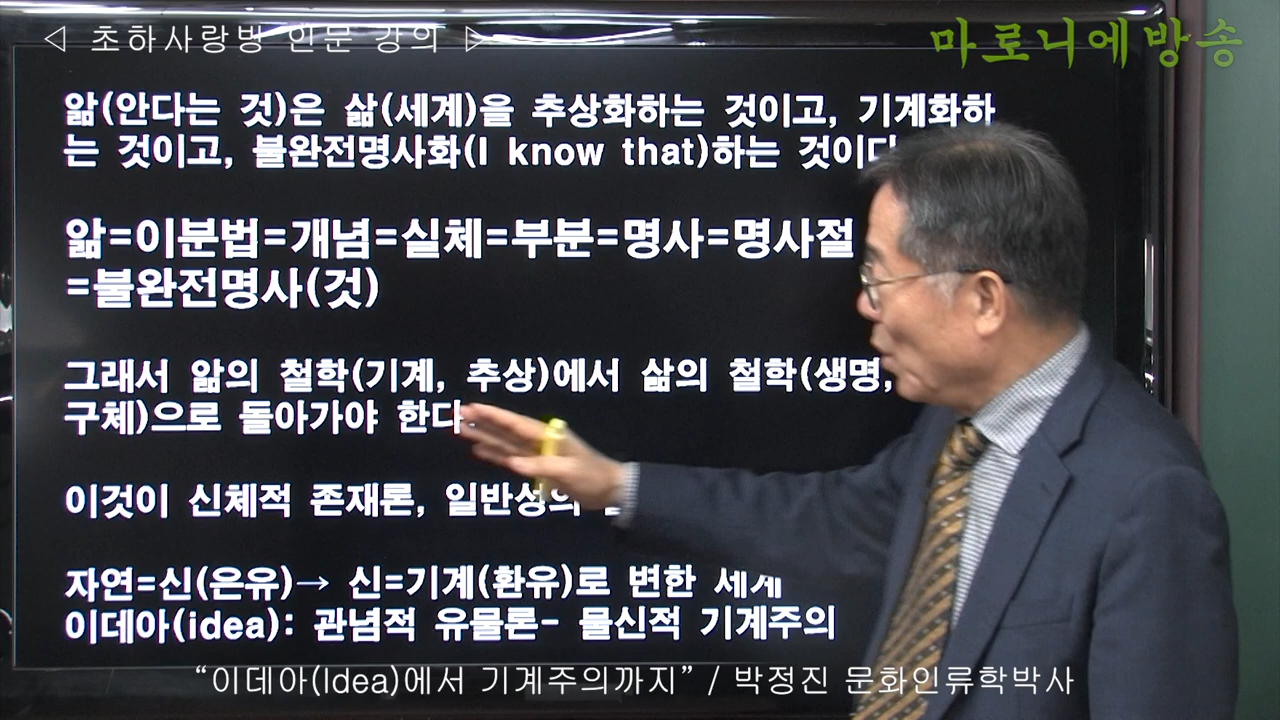 ◁ 초하사랑방 인문 강의 ▷
마로니에방송
앎(안다는 것)은 삶(세계)을 추상화하는 것이고, 기계화하
는 것이고, 불완전명사화(I know that)하는 것이다
앎=이분법=개념=실체=부분=명사=명사절
=불완전명사(것)
그래서 앎의 철학(기계, 추상)에서 삶의 철학(생명,
구체)으로 돌아가야 한다.
이것이 신체적 존재론, 일반성의
자연=신(은유)→ 신=기계(환유)로 변한 세계
이데아(idea): 관념적 유물론- 물신적 기계주의
“이데아(Idea)에서 기계주의까지” / 박정진 문화인류학박사